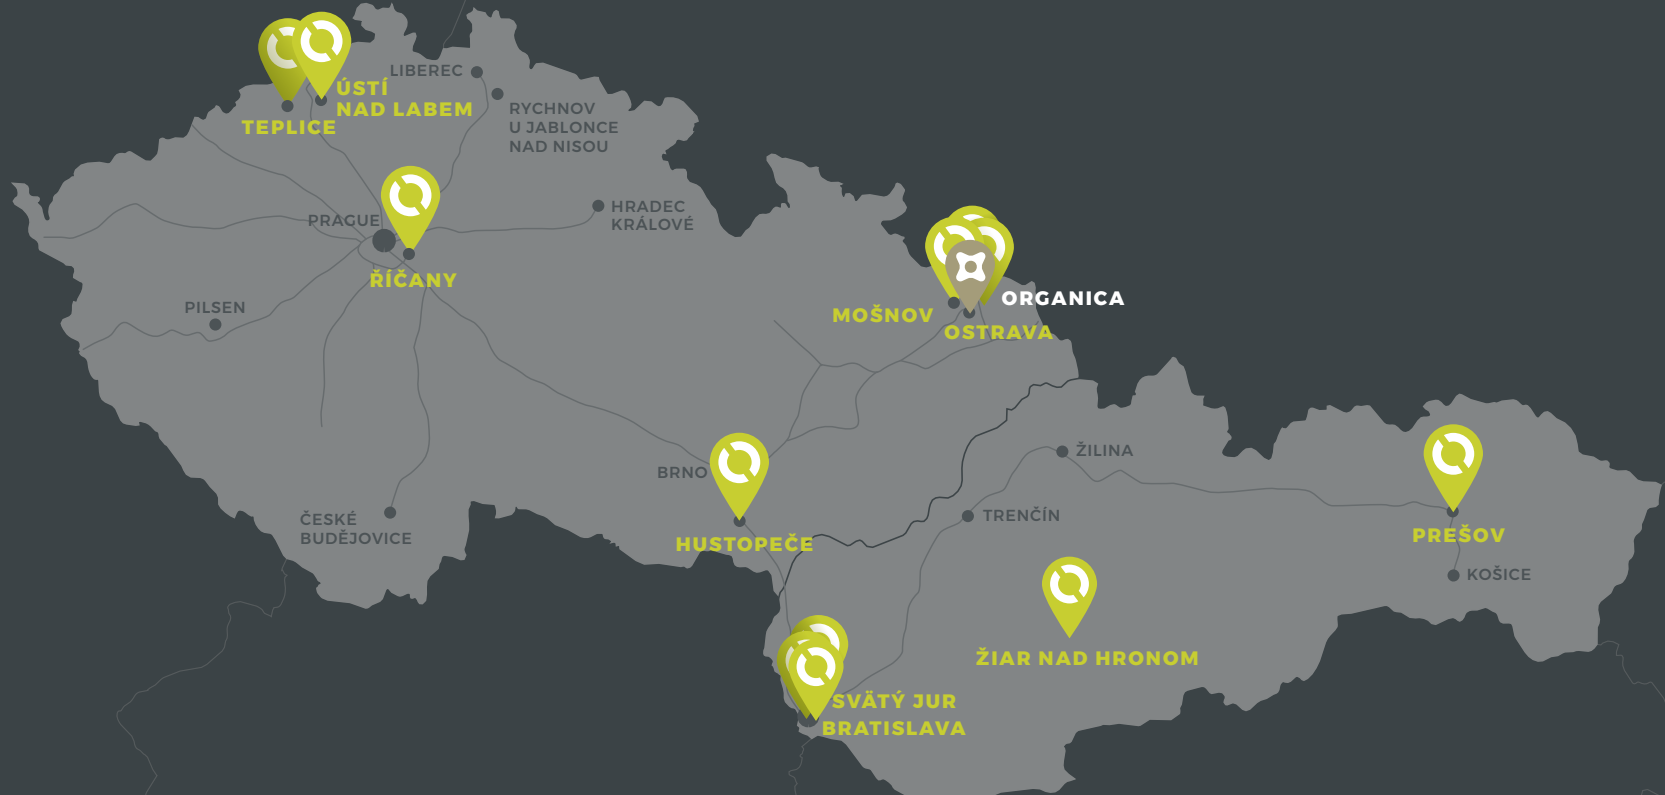 LIBEREC
ÚSTÍ
NAD LABEM
TEPLICE
RYCHNOV
U JABLONCE
NAD NISOU
PRAGUE
HRADEC
KRÁLOVÉ
ŘÍČANY
PILSEN
ORGANICA
MOŠNOV
OSTRAVA
BRNO
ŽILINA
ČESKÉ
BUDĚJOVICE
TRENČÍN
HUSTOPEČE
PREŠOV
KOŠICE
ŽIAR NAD HRONOM
SVÄTÝ JUR
BRATISLAVA